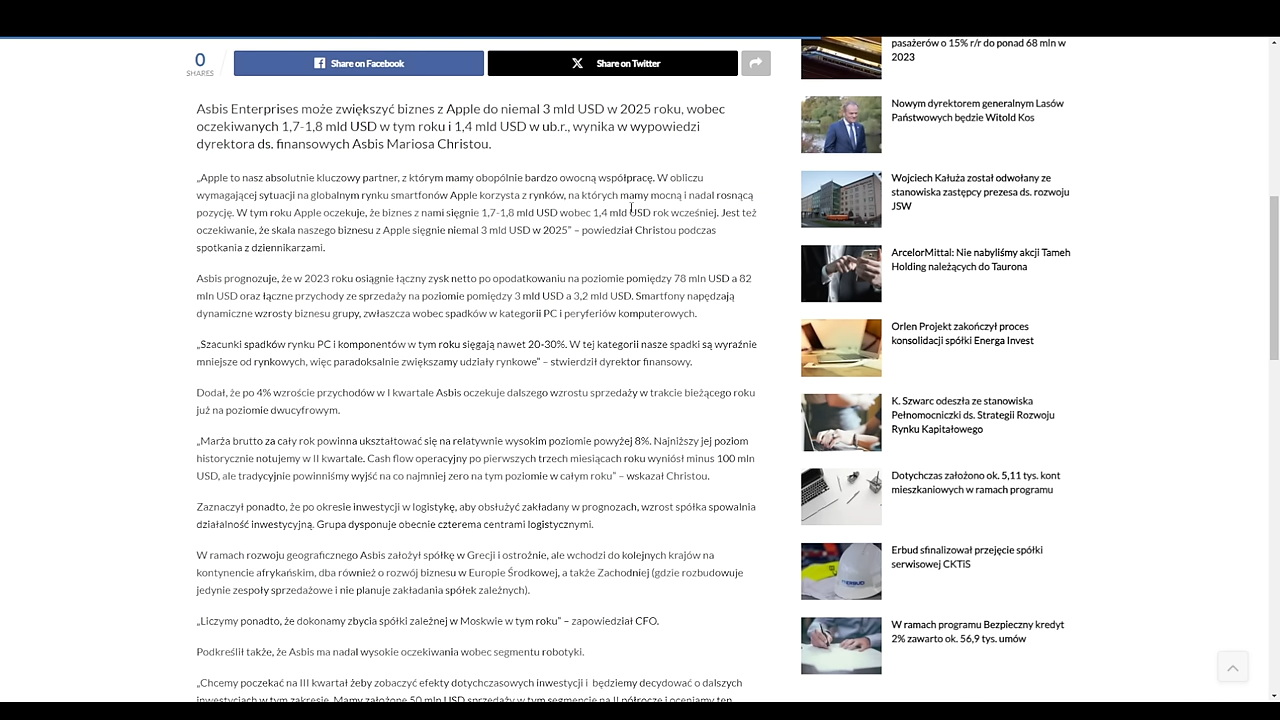 0
SHARES
Share on Facebook
Share on Twitter
Asbis Enterprises może zwiększyć biznes z Apple do niemal 3 mld USD w 2025 roku, wobec
oczekiwanych 1,7-1,8 mld USD w tym roku i 1,4 mld USD w ub.r., wynika w wypowiedzi
dyrektora ds. finansowych Asbis Mariosa Christou.
„Apple to nasz absolutnie kluczowy partner, z którym mamy obopólnie bardzo owocną współpracę. W obliczu
wymagającej sytuacji na globalnym rynku smartfonów Apple korzysta z rynków, na których mamy mocną i nadal rosnącą
pozycję. W tym roku Apple oczekuje, że biznes z nami sięgnie 1,7-1,8 mld USD wobec 1,4 mld USD rok wcześniej. Jest też
oczekiwanie, że skala naszego biznesu z Apple sięgnie niemal 3 mld USD w 2025” – powiedział Christou podczas
spotkania z dziennikarzami.
Asbis prognozuje, że w 2023 roku osiągnie łączny zysk netto po opodatkowaniu na poziomie pomiędzy 78 mln USD a 82
mln USD oraz łączne przychody ze sprzedaży na poziomie pomiędzy 3 mld USD a 3,2 mld USD. Smartfony napędzają
dynamiczne wzrosty biznesu grupy, zwłaszcza wobec spadków w kategorii PC i peryferiów komputerowych.
„Szacunki spadków rynku PC i komponentów w tym roku sięgają nawet 20-30%. W tej kategorii nasze spadki są wyraźnie
mniejsze od rynkowych, więc paradoksalnie zwiększamy udziały rynkowe” – stwierdził dyrektor finansowy.
Dodał, że po 4% wzroście przychodów w I kwartale Asbis oczekuje dalszego wzrostu sprzedaży w trakcie bieżącego roku
już na poziomie dwucyfrowym.
„Marża brutto za cały rok powinna ukształtować się na relatywnie wysokim poziomie powyżej 8%. Najniższy jej poziom
historycznie notujemy w II kwartale. Cash flow operacyjny po pierwszych trzech miesiącach roku wyniósł minus 100 mln
USD, ale tradycyjnie powinniśmy wyjść na co najmniej zero na tym poziomie w całym roku” – wskazał Christou.
Zaznaczył ponadto, że po okresie inwestycji w logistykę, aby obsłużyć zakładany w prognozach, wzrost spółka spowalnia
działalność inwestycyjną. Grupa dysponuje obecnie czterema centrami logistycznymi.
W ramach rozwoju geograficznego Asbis założył spółkę w Grecji i ostrożnie, ale wchodzi do kolejnych krajów na
kontynencie afrykańskim, dba również o rozwój biznesu w Europie Środkowej, a także Zachodniej (gdzie rozbudowuje
jedynie zespoły sprzedażowe i nie planuje zakładania spółek zależnych).
„Liczymy ponadto, że dokonamy zbycia spółki zależnej w Moskwie w tym roku” – zapowiedział CFO.
Podkreślił także, że Asbis ma nadal wysokie oczekiwania wobec segmentu robotyki.
„Chcemy poczekać na III kwartał żeby zobaczyć efekty dotychczasowych inwestycji i będziemy decydować o dalszych
inwestycjach w tym zakresie. Mamy założone 50 mln USD sprzedaży w tym segmencie na II półrocze i oceniamy ten
pasażerów o 15% r/r do ponad 68 mln w
2023
Nowym dyrektorem generalnym Lasów
Państwowych będzie Witold Kos
Wojciech Kałuża został odwołany ze
stanowiska zastępcy prezesa ds. rozwoju
JSW
ArcelorMittal: Nie nabyliśmy akcji Tameh
Holding należących do Taurona
Orlen Projekt zakończył proces
konsolidacji spółki Energa Invest
K. Szwarc odeszła ze stanowiska
Pełnomocniczki ds. Strategii Rozwoju
Rynku Kapitałowego
Dotychczas założono ok. 5,11 tys. kont
mieszkaniowych w ramach programu
Erbud sfinalizował przejęcie spółki
serwisowej CKTiS
ERBUD
W ramach programu Bezpieczny kredyt
2% zawarto ok. 56,9 tys. umów